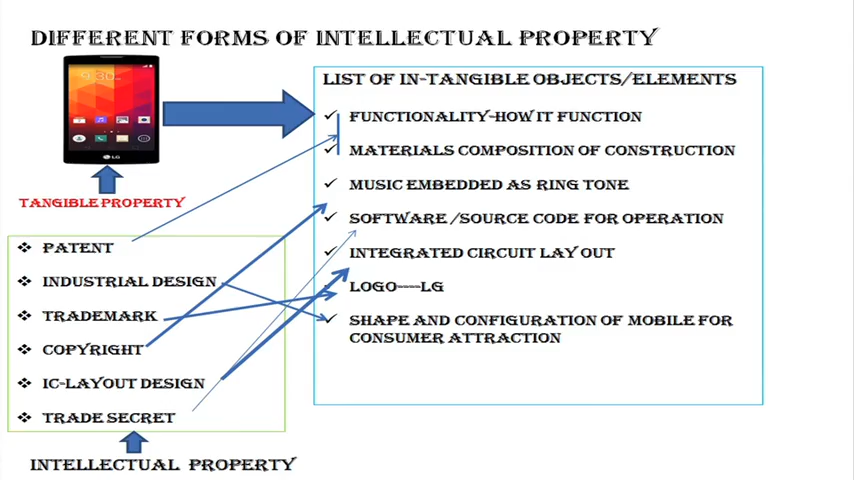 DIFFERENT FORMS OF INTELLECTUAL PROPERTY
9:30
LG
TANGIBLE PROPERTY
LIST OF IN-TANGIBLE OBJECTS/ELEMENTS
FUNCTIONALITY-HOW IT FUNCTION
MATERIALS COMPOSITION OF CONSTRUCTION
MUSIC EMBEDDED AS RING TONE
SOFTWARE /SOURCE CODE FOR OPERATION
INTEGRATED CIRCUIT LAY OUT
LOGO----LG
SHAPE AND CONFIGURATION OF MOBILE FOR
CONSUMER ATTRACTION
PATENT
INDUSTRIAL DESIGN
TRADEMARK
COPYRIGHT
IC-LAYOUT DESIGN
TRADE SECRET
INTELLECTUAL PROPERTY